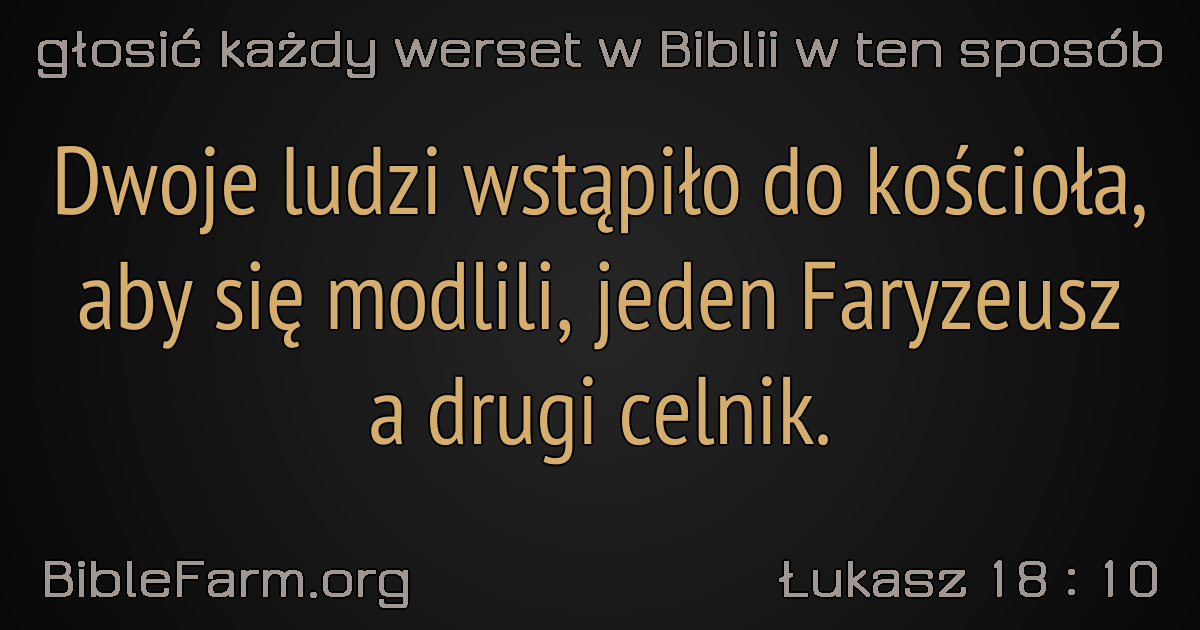 głosić każdy werset w Biblii w ten sposób
Dwoje ludzi wstąpiło do kościoła,
aby się modlili, jeden Faryzeusz
a drugi celnik.
BibleFarm.org
Łukasz 18 : 10